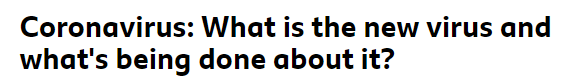 Coronavirus: What is the new virus and
what's being done about it?